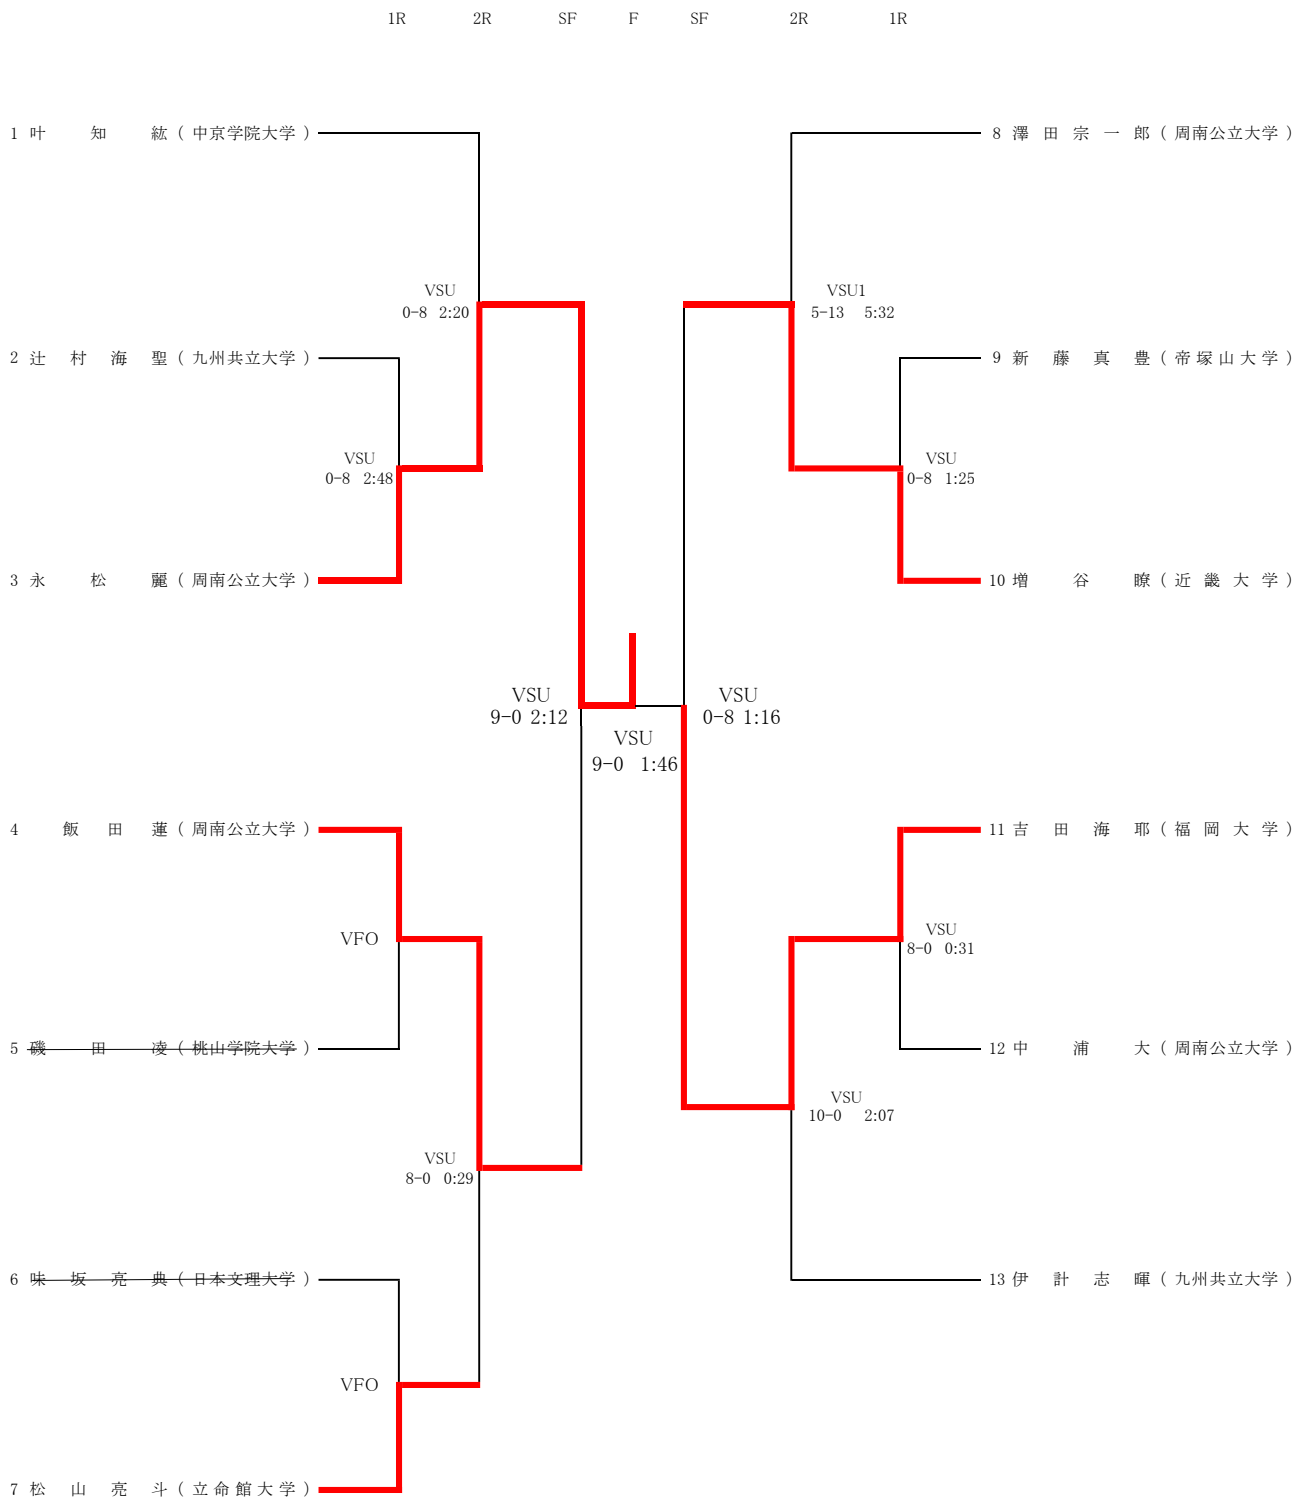 1R 2R SF F SF 2R 1R
1 叶 知 紘 ( 中京学院大学 )
8 澤 田 宗 一 郎 ( 周南公立大学 )
VSU
0-8 2:20
VSU1
5-13 5:32
2 辻 村 海 聖 ( 九州共立大学 )
9 新 藤 真 豊 ( 帝塚山大学 )
VSU
0-8 2:48
VSU
0-8 1:25
3 永 松 麗 ( 周南公立大学 )
10 増 谷 瞭 ( 近畿大学 )
VSU
9-0 2:12
VSU
0-8 1:16
VSU
9-0 1:46
4 飯 田 蓮 ( 周南公立大学 )
11 吉 田 海 耶 ( 福岡大学 )
VFO
VSU
8-0 0:31
5 磯 田 凌 ( 桃山学院大学 )
12 中 浦 大 ( 周南公立大学 )
VSU
10-0 2:07
VSU
8-0 0:29
6 味 坂 亮 典 ( 日本文理大学 )
13 伊 計 志 暉 ( 九州共立大学 )
VFO
7 松 山 亮 斗 ( 立命館大学 )